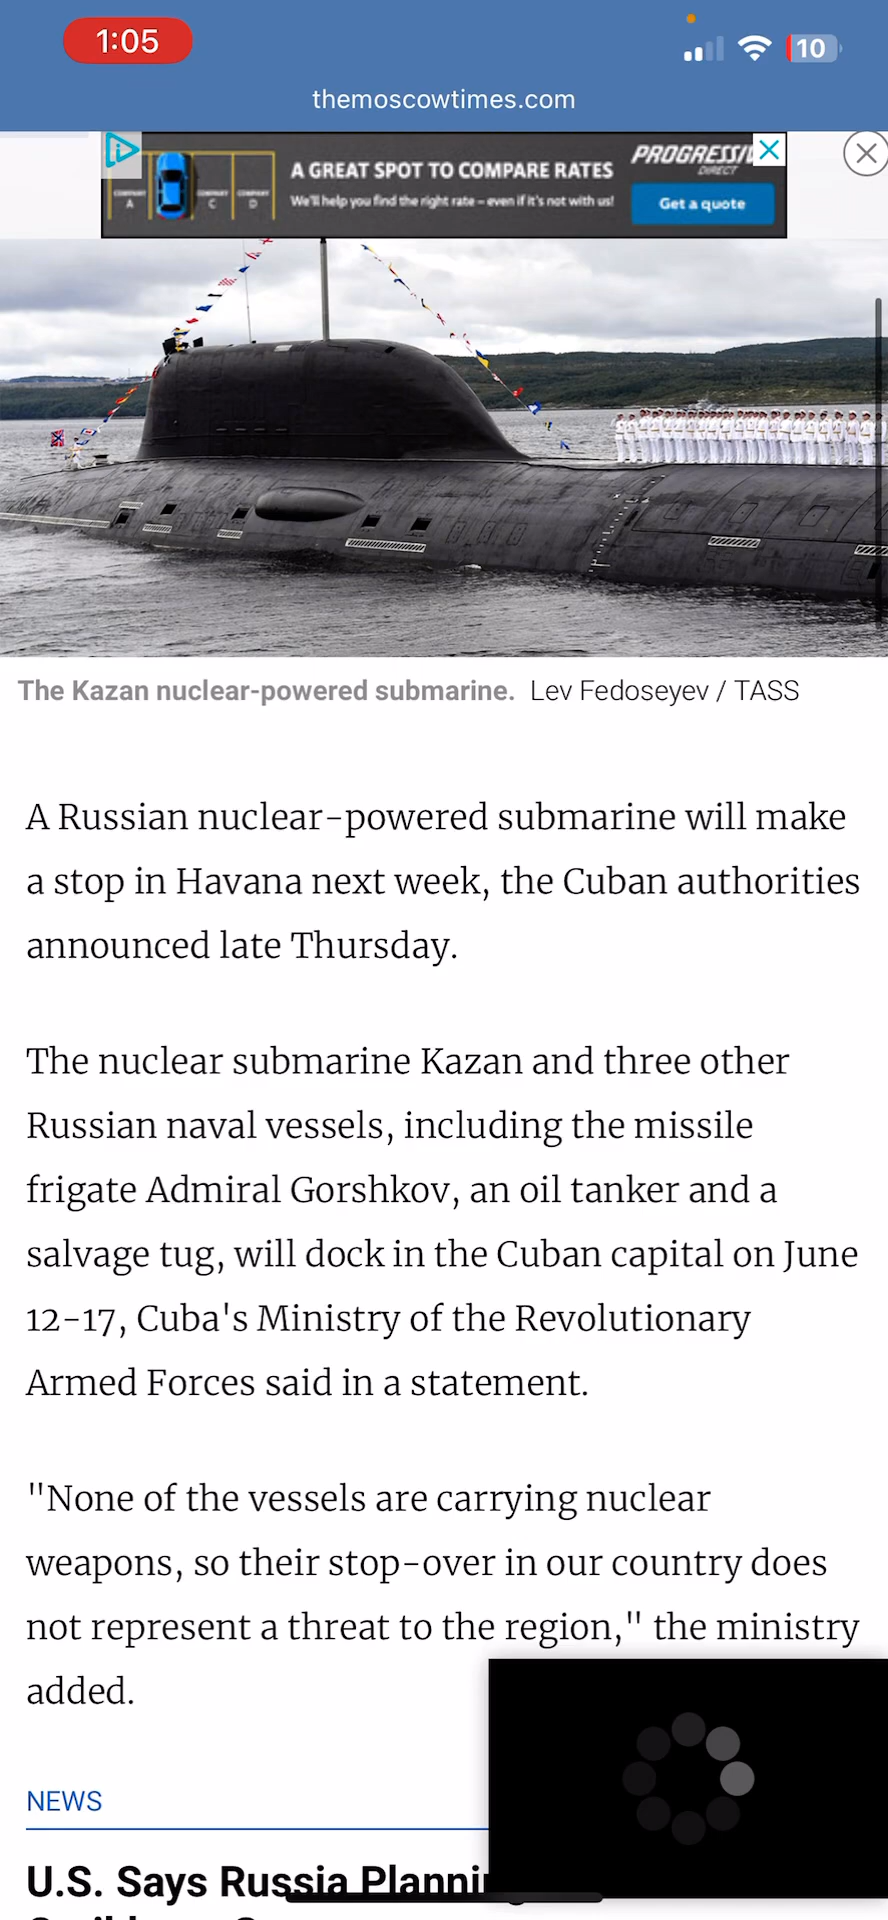 1:05
10
themoscowtimes.com
A GREAT SPOT TO COMPARE RATES
We'll help you find the right rate – even if it's not with us!
COMPANY A
COMPANY C
COMPANY D
DIRECT
Get a quote
The Kazan nuclear-powered submarine. Lev Fedoseyev / TASS
A Russian nuclear-powered submarine will make
a stop in Havana next week, the Cuban authorities
announced late Thursday.
The nuclear submarine Kazan and three other
Russian naval vessels, including the missile
frigate Admiral Gorshkov, an oil tanker and a
salvage tug, will dock in the Cuban capital on June
12-17, Cuba's Ministry of the Revolutionary
Armed Forces said in a statement.
"None of the vessels are carrying nuclear
weapons, so their stop-over in our country does
not represent a threat to the region," the ministry
added.
NEWS
U.S. Says Russia